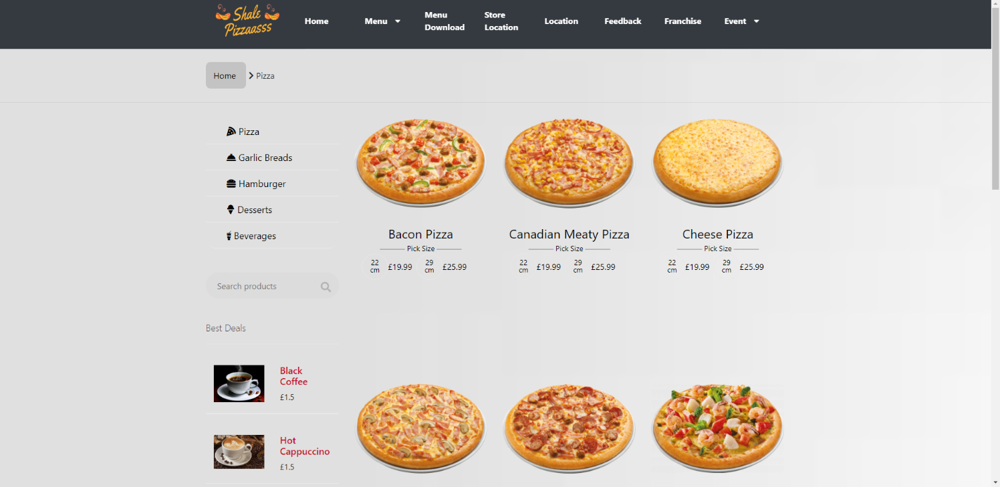 Shale
Pizzaasss
Home
Menu
Menu
Download
Store
Location
Location
Feedback
Franchise
Event
Home
Pizza
Pizza
Garlic Breads
Hamburger
Desserts
Beverages
Search products
Best Deals
Black
Coffee
£1.5
Hot
Cappuccino
£1.5
Bacon Pizza
Pick Size
22
cm
£19.99
29
cm
£25.99
Canadian Meaty Pizza
Pick Size
22
cm
£19.99
29
cm
£25.99
Cheese Pizza
Pick Size
22
cm
£19.99
29
cm
£25.99